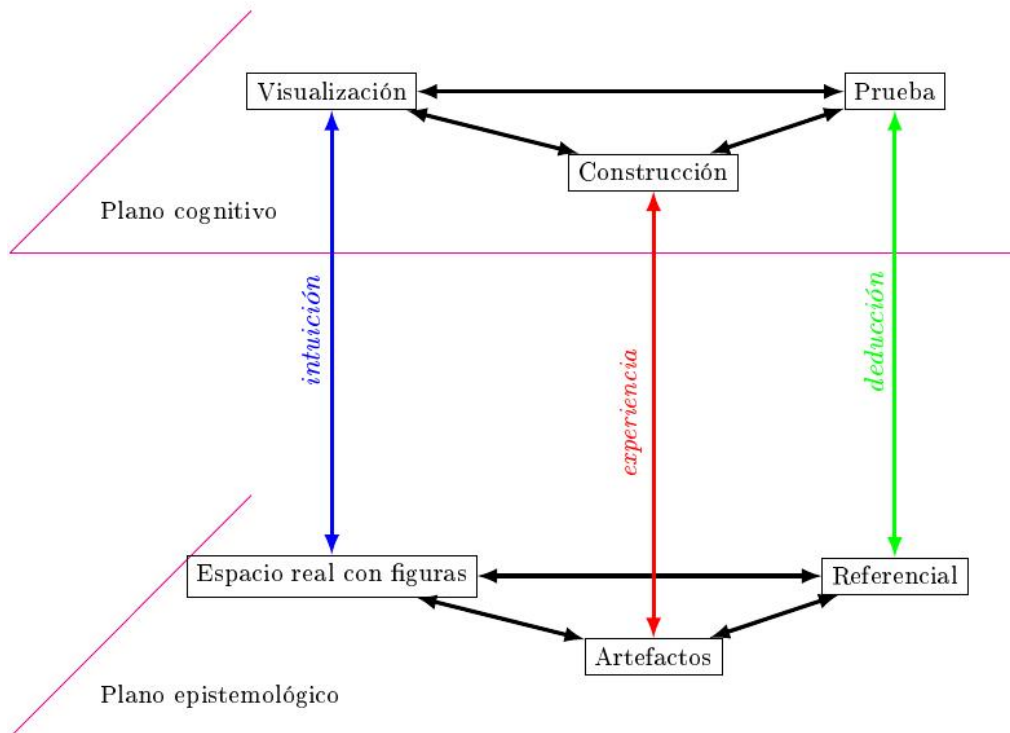 Visualización
Prueba
Construcción
Plano cognitivo
intuición
experiencia
deducción
Espacio real con figuras
Referencial
Artefactos
Plano epistemológico